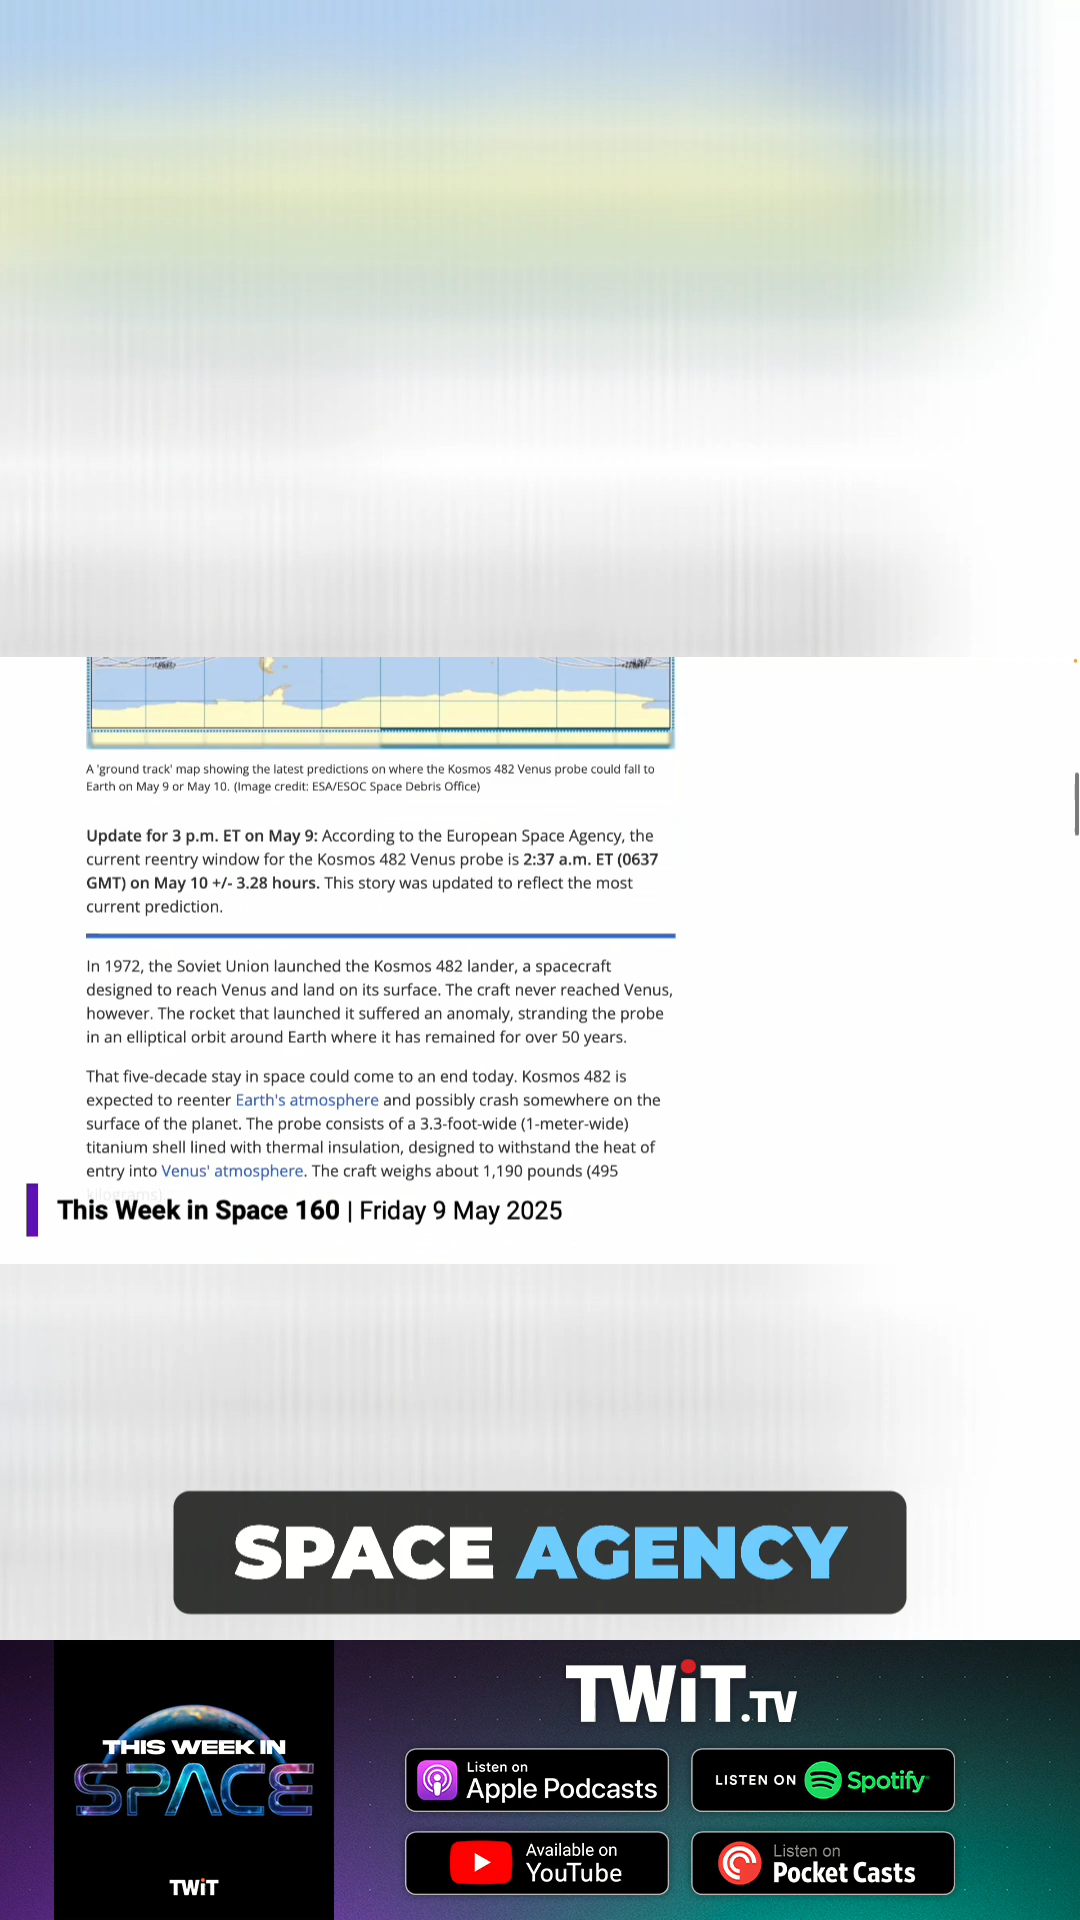 A 'ground track' map showing the latest predictions on where the Kosmos 482 Venus probe could fall to
Earth on May 9 or May 10. (Image credit: ESA/ESOC Space Debris Office)
Update for 3 p.m. ET on May 9: According to the European Space Agency, the
current reentry window for the Kosmos 482 Venus probe is 2:37 a.m. ET (0637
GMT) on May 10 +/- 3.28 hours. This story was updated to reflect the most
current prediction.
In 1972, the Soviet Union launched the Kosmos 482 lander, a spacecraft
designed to reach Venus and land on its surface. The craft never reached Venus,
however. The rocket that launched it suffered an anomaly, stranding the probe
in an elliptical orbit around Earth where it has remained for over 50 years.
That five-decade stay in space could come to an end today. Kosmos 482 is
expected to reenter Earth's atmosphere and possibly crash somewhere on the
surface of the planet. The probe consists of a 3.3-foot-wide (1-meter-wide)
titanium shell lined with thermal insulation, designed to withstand the heat of
entry into Venus' atmosphere. The craft weighs about 1,190 pounds (495
kilograms).
This Week in Space 160 | Friday 9 May 2025
SPACE AGENCY
THIS WEEK IN
SPACE
TWiT
TWiT.TV
Listen on
Apple Podcasts
LISTEN ON Spotify
Available on
YouTube
Listen on
Pocket Casts